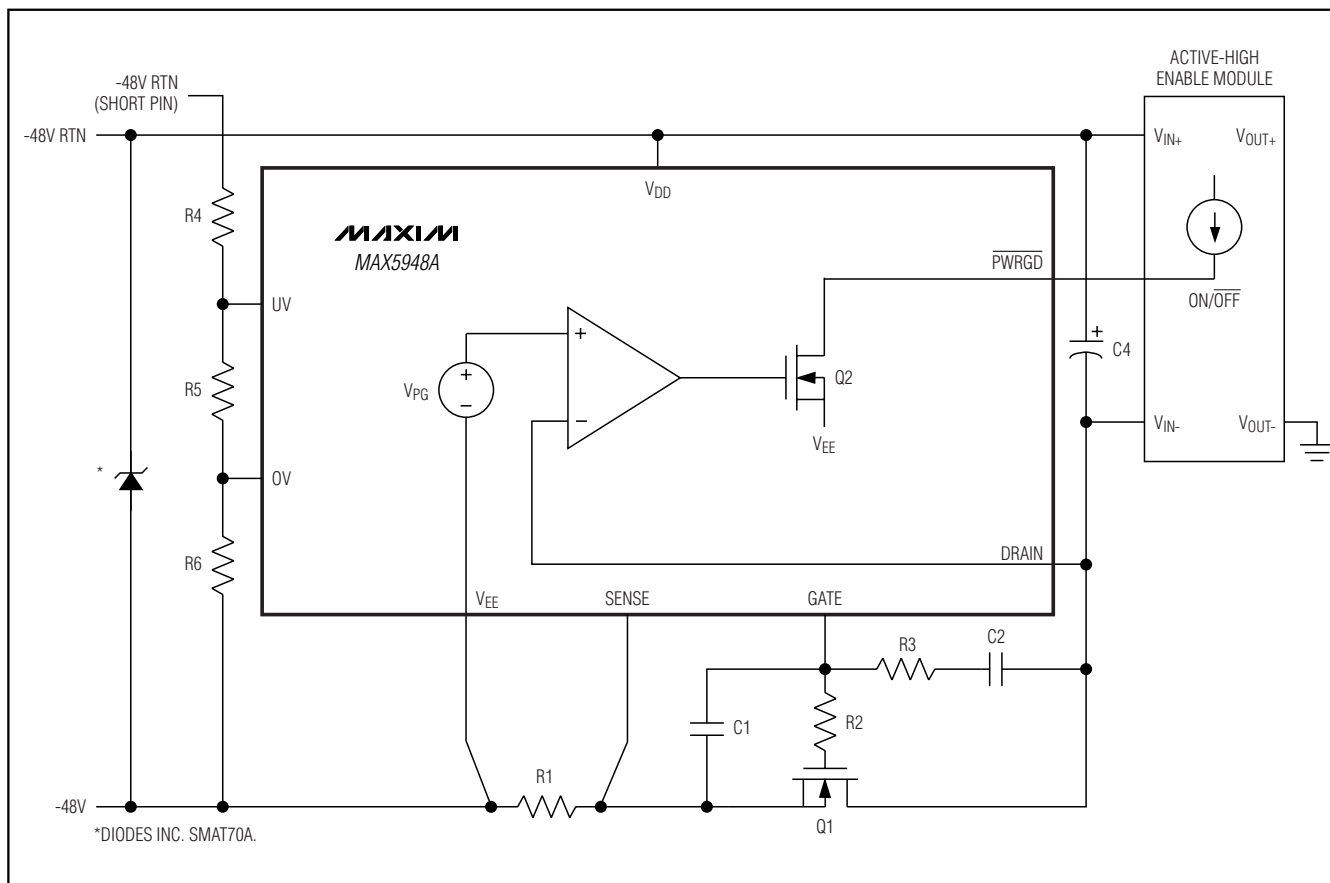 -48V RTN
(SHORT PIN)
-48V RTN
ACTIVE-HIGH
ENABLE MODULE
VIN+
VOUT+
VDD
R4
MAXIM
MAX5948A
PWRGD
ON/OFF
UV
+
+
C4
R5
VPG
+
−
−
Q2
VEE
VIN-
VOUT-
*
OV
R6
DRAIN
VEE
SENSE
GATE
R3
C2
C1
R2
R1
-48V
Q1
*DIODES INC. SMAT70A.